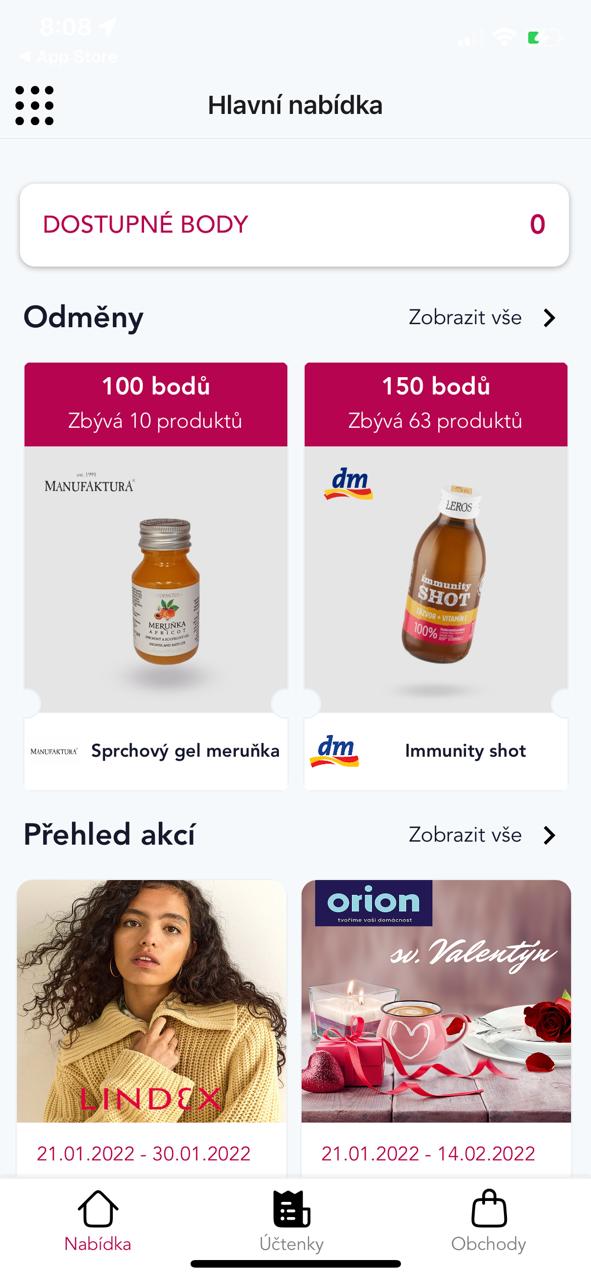 8:08
App Store
Hlavní nabídka
DOSTUPNÉ BODY 0
Odměny Zobrazit vše
100 bodů
Zbývá 10 produktů
150 bodů
Zbývá 63 produktů
MANUFAKTURA
dm
LEROS
MERUŇKA
APRICOT
immunity
SHOT
ZÁZVOR + VITAMÍN C
100%
MANUFAKTURA Sprchový gel meruňka
dm Immunity shot
Přehled akcí Zobrazit vše
orion
tvoříme vaši domácnost
sv. Valentýn
LINDEX
21.01.2022 - 30.01.2022
21.01.2022 - 14.02.2022
Nabídka
Účtenky
Obchody